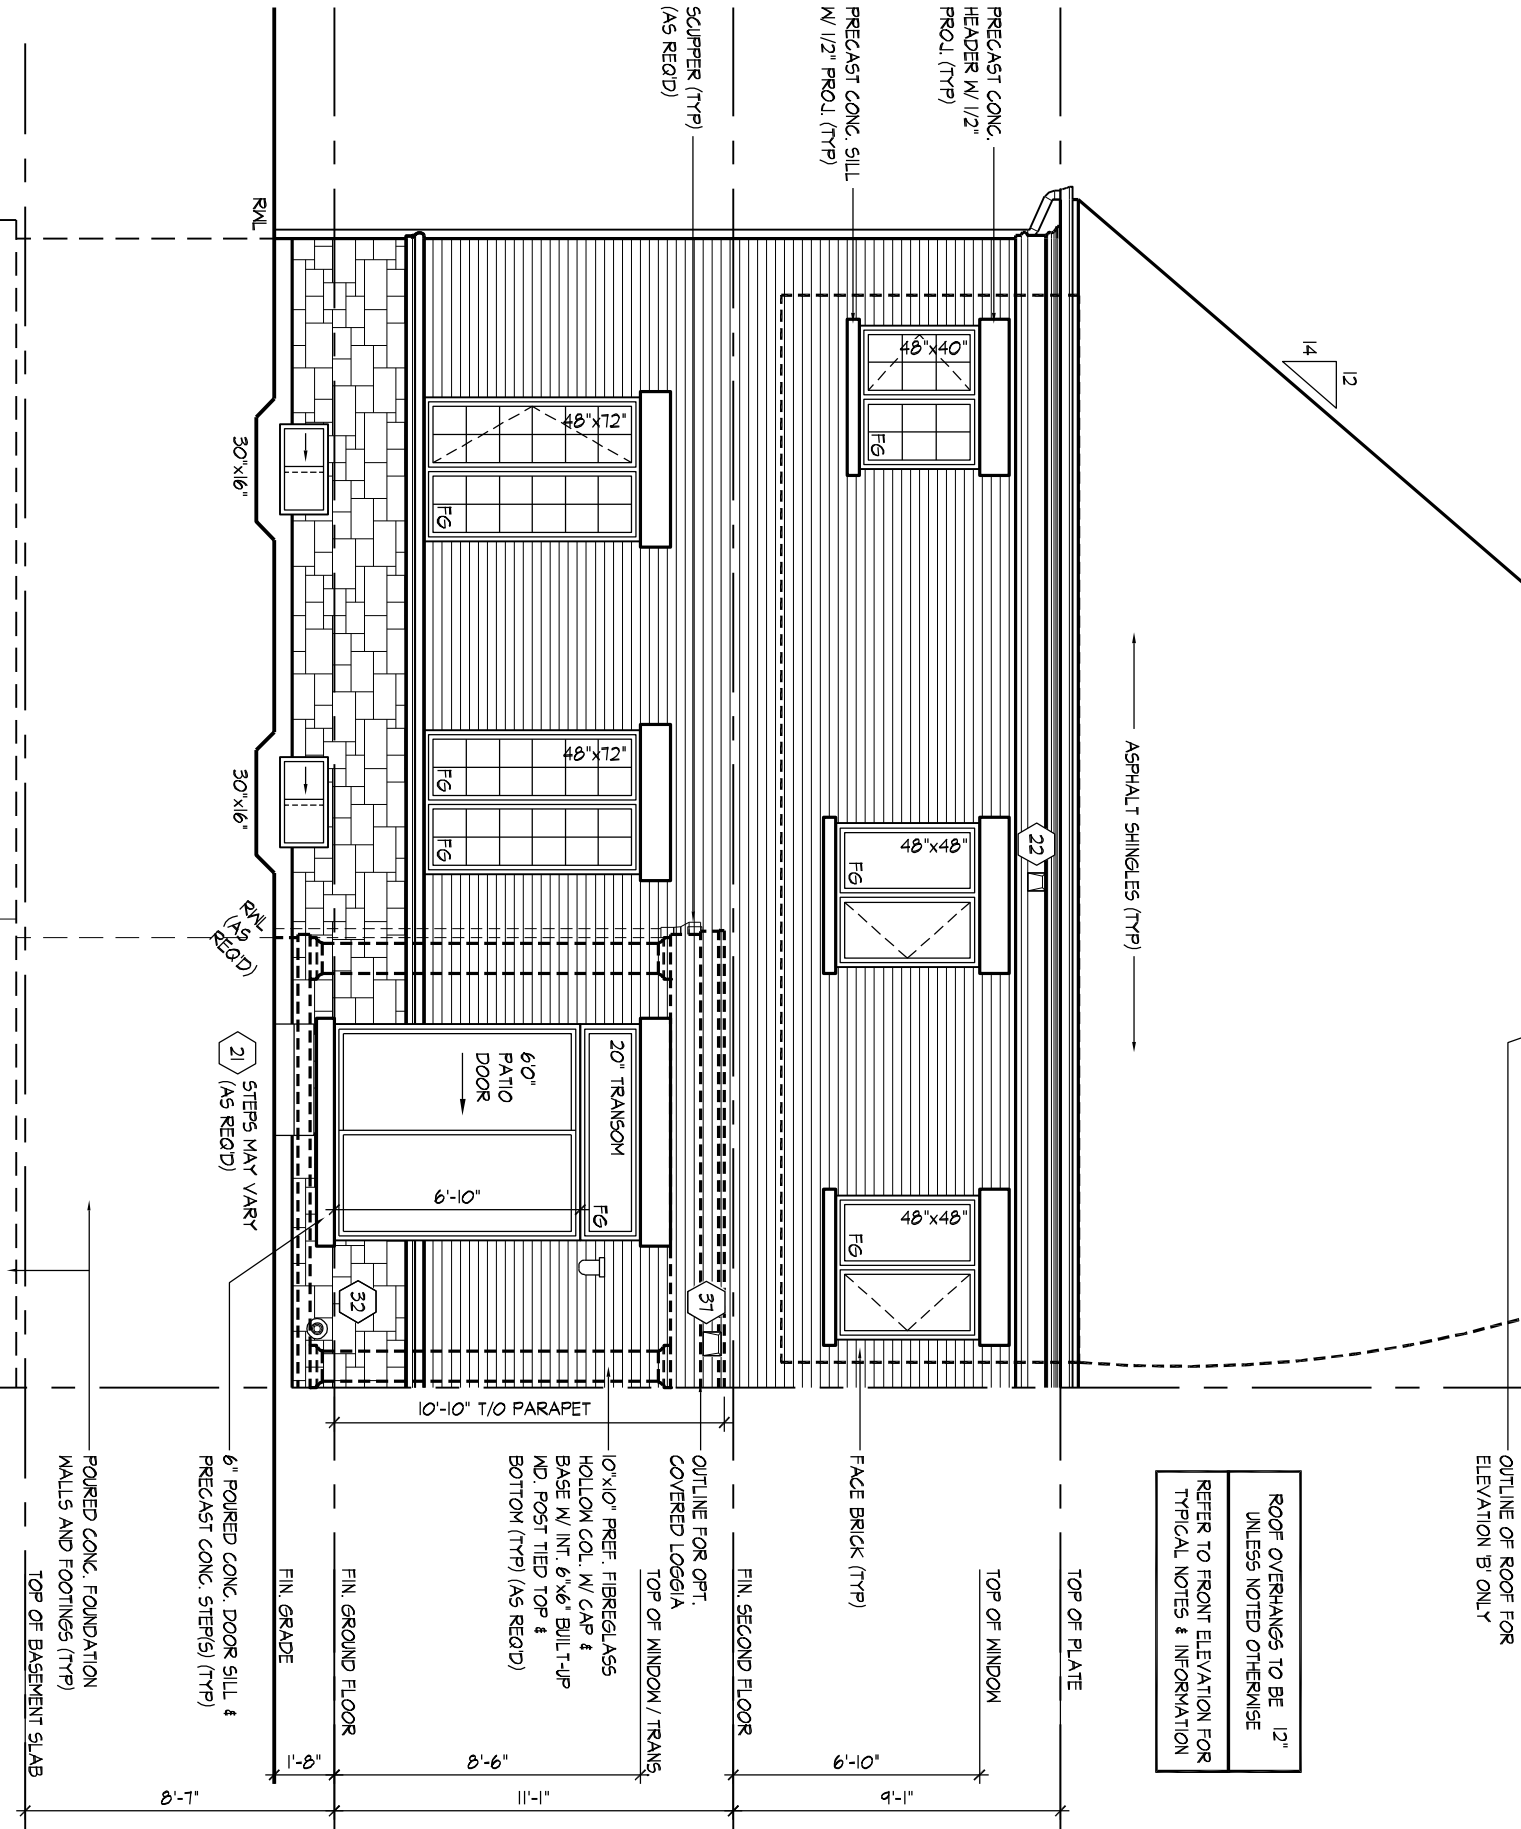 OUTLINE OF ROOF FOR
ELEVATION 'B' ONLY
12
14
ASPHALT SHINGLES (TYP)
ROOF OVERHANGS TO BE 12"
UNLESS NOTED OTHERWISE
REFER TO FRONT ELEVATION FOR
TYPICAL NOTES & INFORMATION
PRECAST CONC.
HEADER W/ 1/2"
PROJ. (TYP)
PRECAST CONC. SILL
W/ 1/2" PROJ. (TYP)
SCUPPER (TYP)
(AS REQ'D)
22
48"x40"
FG
48"x48"
FG
48"x48"
FG
TOP OF PLATE
TOP OF WINDOW
FACE BRICK (TYP)
6'-10"
9'-1"
FIN. SECOND FLOOR
37
OUTLINE FOR OPT.
COVERED LOGGIA
TOP OF WINDOW / TRANS
48"x72"
FG
48"x72"
FG
FG
20" TRANSOM
FG
6'0"
PATIO
DOOR
6'-10"
10'-10" T/O PARAPET
10"x10" PREF. FIBREGLASS
HOLLOW COL. W/ CAP &
BASE W/ INT. 6"x6" BUILT-UP
WD. POST TIED TOP &
BOTTOM (TYP) (AS REQ'D)
8'-6"
11'-1"
32
FIN. GROUND FLOOR
1'-8"
FIN. GRADE
RWL
30"x16"
30"x16"
RWL
(AS
REQ'D)
21
STEPS MAY VARY
(AS REQ'D)
6" POURED CONC. DOOR SILL &
PRECAST CONC. STEP(S) (TYP)
POURED CONC. FOUNDATION
WALLS AND FOOTINGS (TYP)
8'-7"
TOP OF BASEMENT SLAB